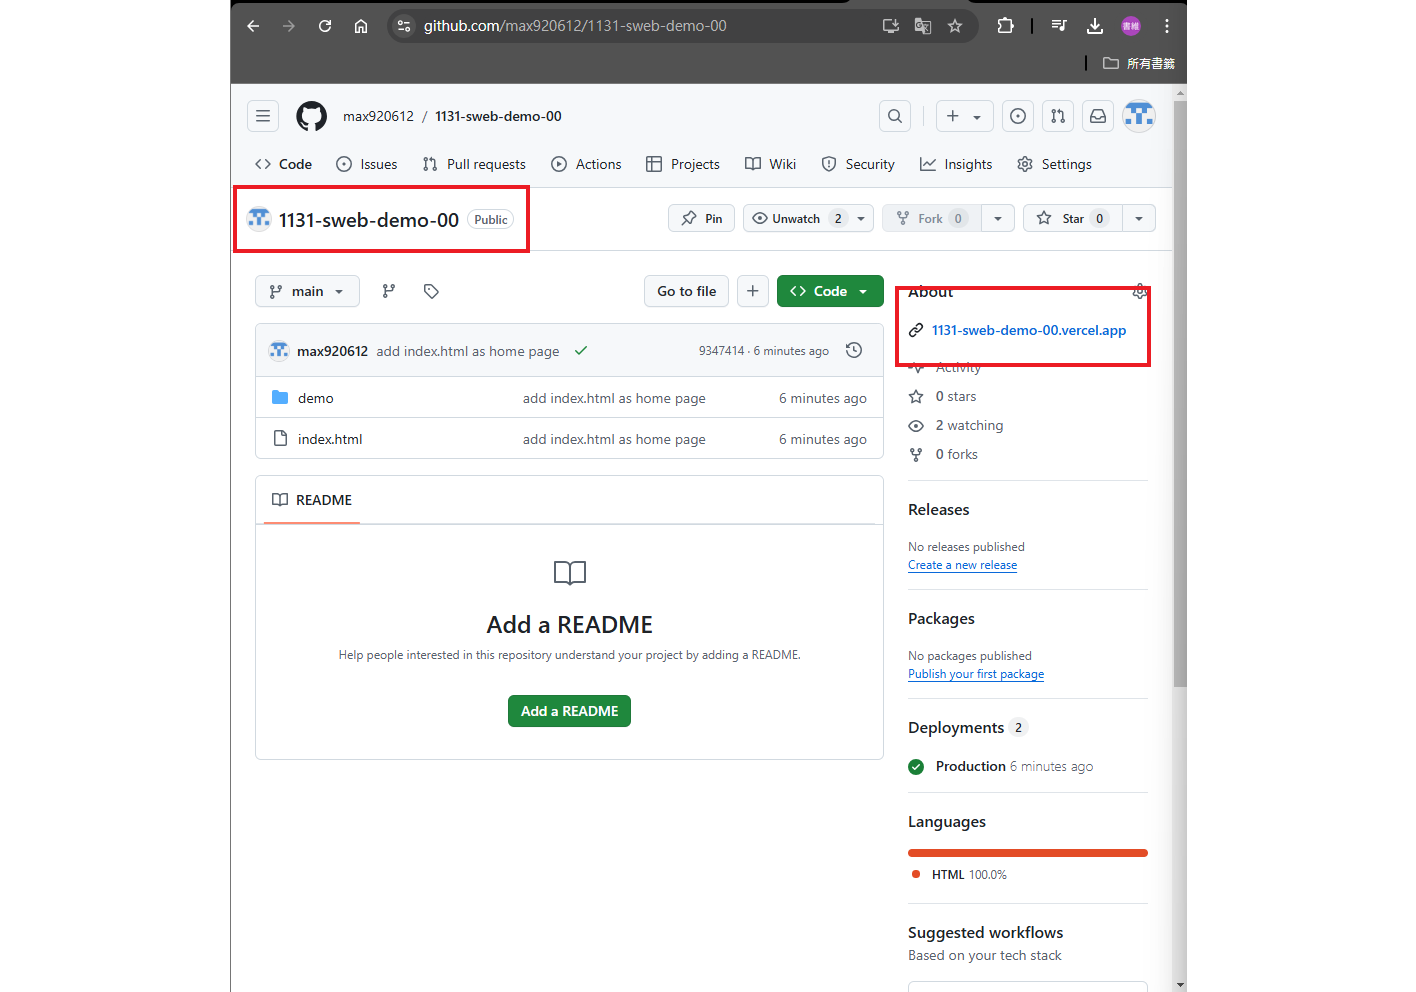 github.com/max920612/1131-sweb-demo-00
書維
所有書籤
max920612 / 1131-sweb-demo-00
Code Issues Pull requests Actions Projects Wiki Security Insights Settings
1131-sweb-demo-00 Public
Pin Unwatch 2 Fork 0 Star 0
main Go to file Code
max920612 add index.html as home page 9347414 · 6 minutes ago
demo add index.html as home page 6 minutes ago
index.html add index.html as home page 6 minutes ago
README
Add a README
Help people interested in this repository understand your project by adding a README.
Add a README
About
1131-sweb-demo-00.vercel.app
Activity
0 stars
2 watching
0 forks
Releases
No releases published
Create a new release
Packages
No packages published
Publish your first package
Deployments 2
Production 6 minutes ago
Languages
HTML 100.0%
Suggested workflows
Based on your tech stack